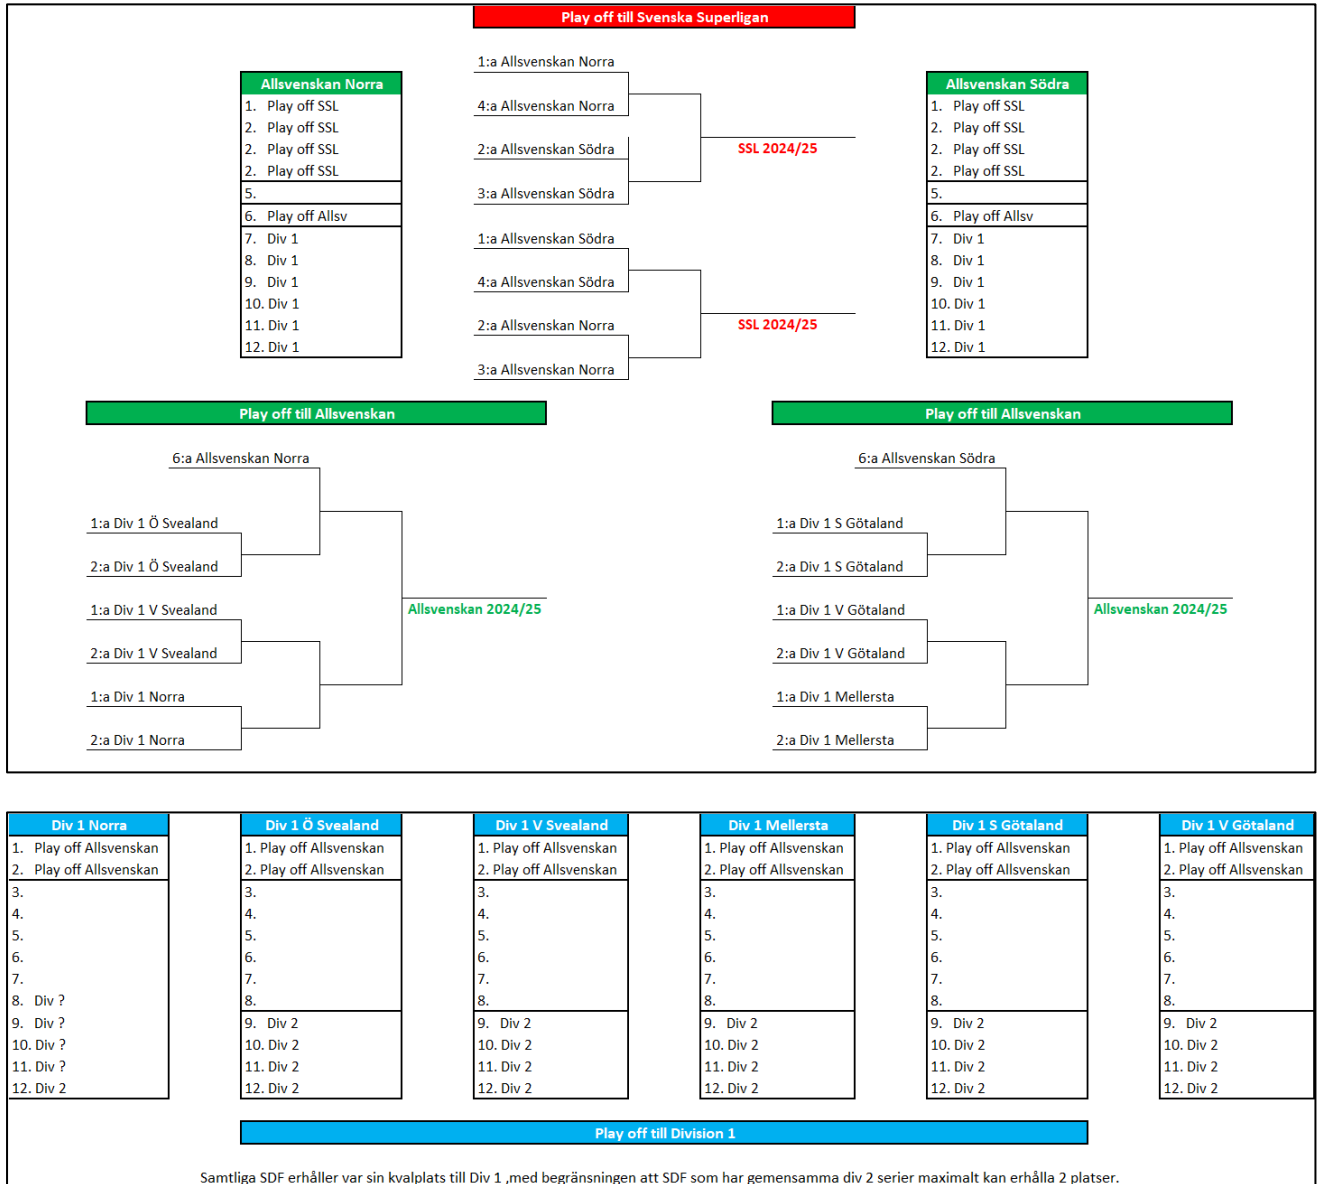 Play off till Svenska Superligan
1:a Allsvenskan Norra
4:a Allsvenskan Norra
2:a Allsvenskan Södra
3:a Allsvenskan Södra
SSL 2024/25
1:a Allsvenskan Södra
4:a Allsvenskan Södra
2:a Allsvenskan Norra
3:a Allsvenskan Norra
SSL 2024/25
Allsvenskan Norra
1. Play off SSL
2. Play off SSL
2. Play off SSL
2. Play off SSL
5.
6. Play off Allsv
7. Div 1
8. Div 1
9. Div 1
10. Div 1
11. Div 1
12. Div 1
Allsvenskan Södra
1. Play off SSL
2. Play off SSL
2. Play off SSL
2. Play off SSL
5.
6. Play off Allsv
7. Div 1
8. Div 1
9. Div 1
10. Div 1
11. Div 1
12. Div 1
Play off till Allsvenskan
6:a Allsvenskan Norra
1:a Div 1 Ö Svealand
2:a Div 1 Ö Svealand
1:a Div 1 V Svealand
2:a Div 1 V Svealand
1:a Div 1 Norra
2:a Div 1 Norra
Allsvenskan 2024/25
Play off till Allsvenskan
6:a Allsvenskan Södra
1:a Div 1 S Götaland
2:a Div 1 S Götaland
1:a Div 1 V Götaland
2:a Div 1 V Götaland
1:a Div 1 Mellersta
2:a Div 1 Mellersta
Allsvenskan 2024/25
Div 1 Norra
1. Play off Allsvenskan
2. Play off Allsvenskan
3.
4.
5.
6.
7.
8. Div ?
9. Div ?
10. Div ?
11. Div ?
12. Div 2
Div 1 Ö Svealand
1. Play off Allsvenskan
2. Play off Allsvenskan
3.
4.
5.
6.
7.
8.
9. Div 2
10. Div 2
11. Div 2
12. Div 2
Div 1 V Svealand
1. Play off Allsvenskan
2. Play off Allsvenskan
3.
4.
5.
6.
7.
8.
9. Div 2
10. Div 2
11. Div 2
12. Div 2
Div 1 Mellersta
1. Play off Allsvenskan
2. Play off Allsvenskan
3.
4.
5.
6.
7.
8.
9. Div 2
10. Div 2
11. Div 2
12. Div 2
Div 1 S Götaland
1. Play off Allsvenskan
2. Play off Allsvenskan
3.
4.
5.
6.
7.
8.
9. Div 2
10. Div 2
11. Div 2
12. Div 2
Div 1 V Götaland
1. Play off Allsvenskan
2. Play off Allsvenskan
3.
4.
5.
6.
7.
8.
9. Div 2
10. Div 2
11. Div 2
12. Div 2
Play off till Division 1
Samtliga SDF erhåller var sin kvalplats till Div 1 ,med begränsningen att SDF som har gemensamma div 2 serier maximalt kan erhålla 2 platser.